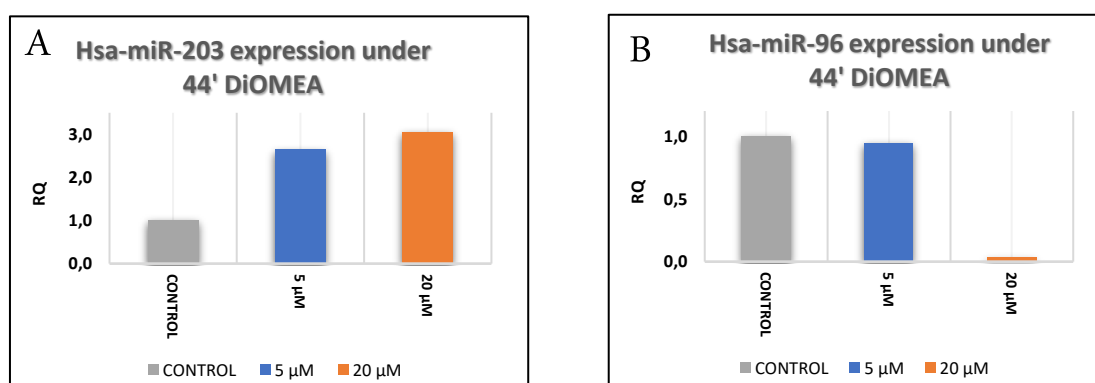 A
Hsa-miR-203 expression under
44' DiOMEA
3,0
2,0
1,0
0,0
RQ
CONTROL
5 µM
20 µM
CONTROL 5 µM 20 µM
B
Hsa-miR-96 expression under
44' DiOMEA
1,0
0,5
0,0
RQ
CONTROL
5 µM
20 µM
CONTROL 5 µM 20 µM